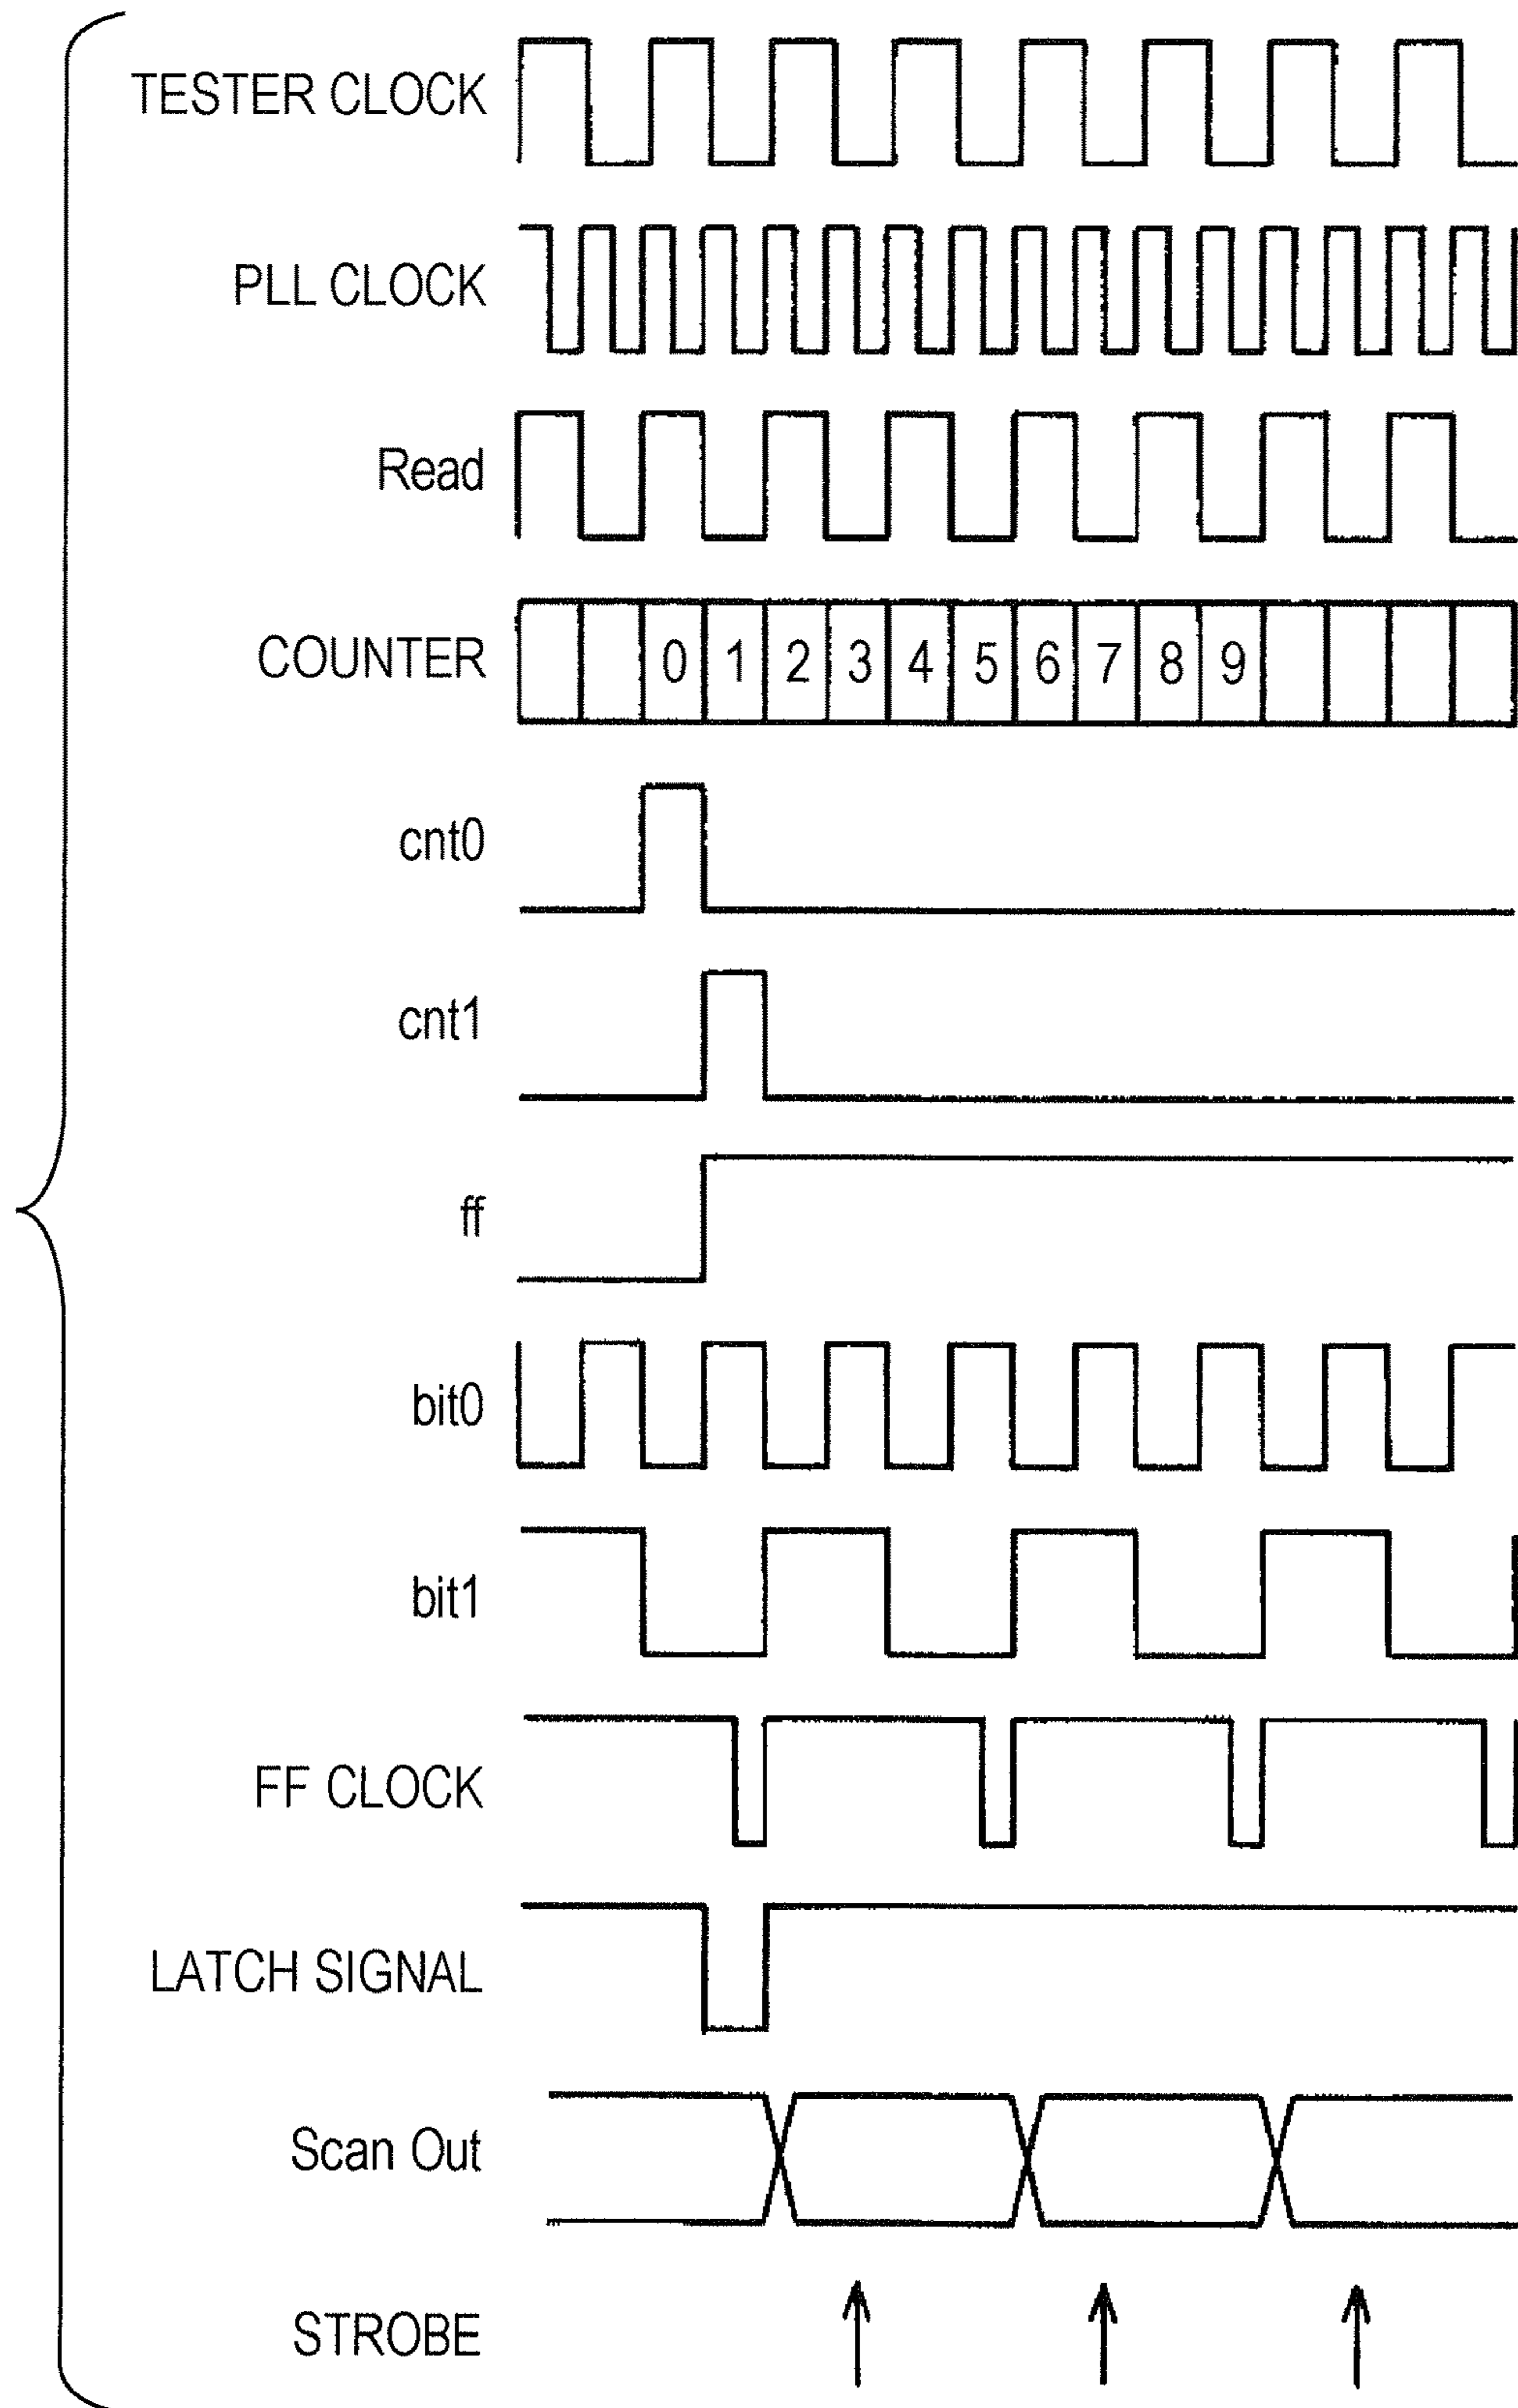 TESTER CLOCK
PLL CLOCK
Read
COUNTER 0 1 2 3 4 5 6 7 8 9
cnt0
cnt1
ff
bit0
bit1
FF CLOCK
LATCH SIGNAL
Scan Out
STROBE